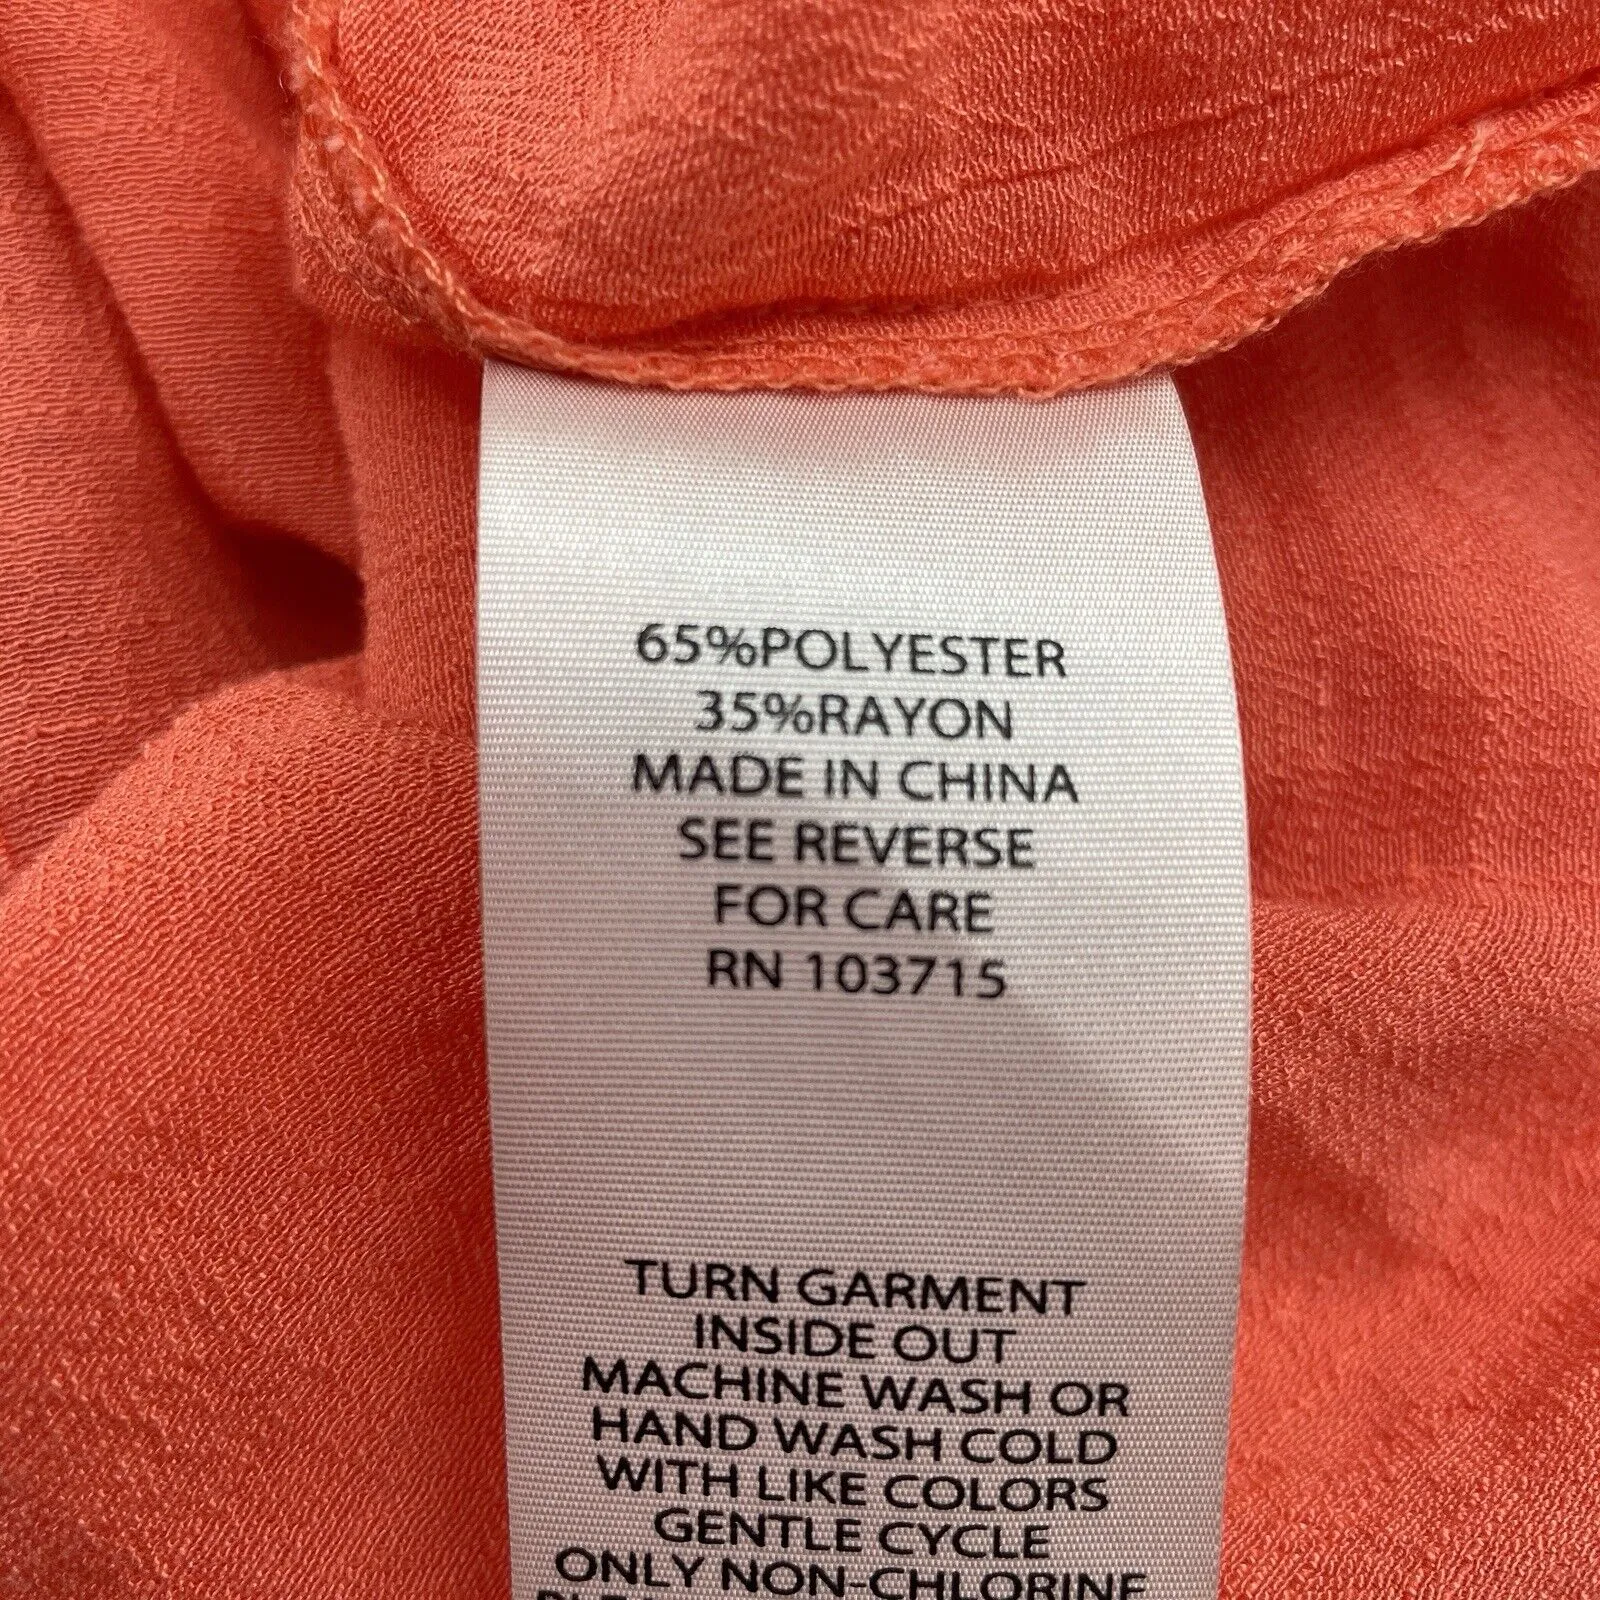 65%POLYESTER
35%RAYON
MADE IN CHINA
SEE REVERSE
FOR CARE
RN 103715
TURN GARMENT
INSIDE OUT
MACHINE WASH OR
HAND WASH COLD
WITH LIKE COLORS
GENTLE CYCLE
ONLY NON-CHLORINE